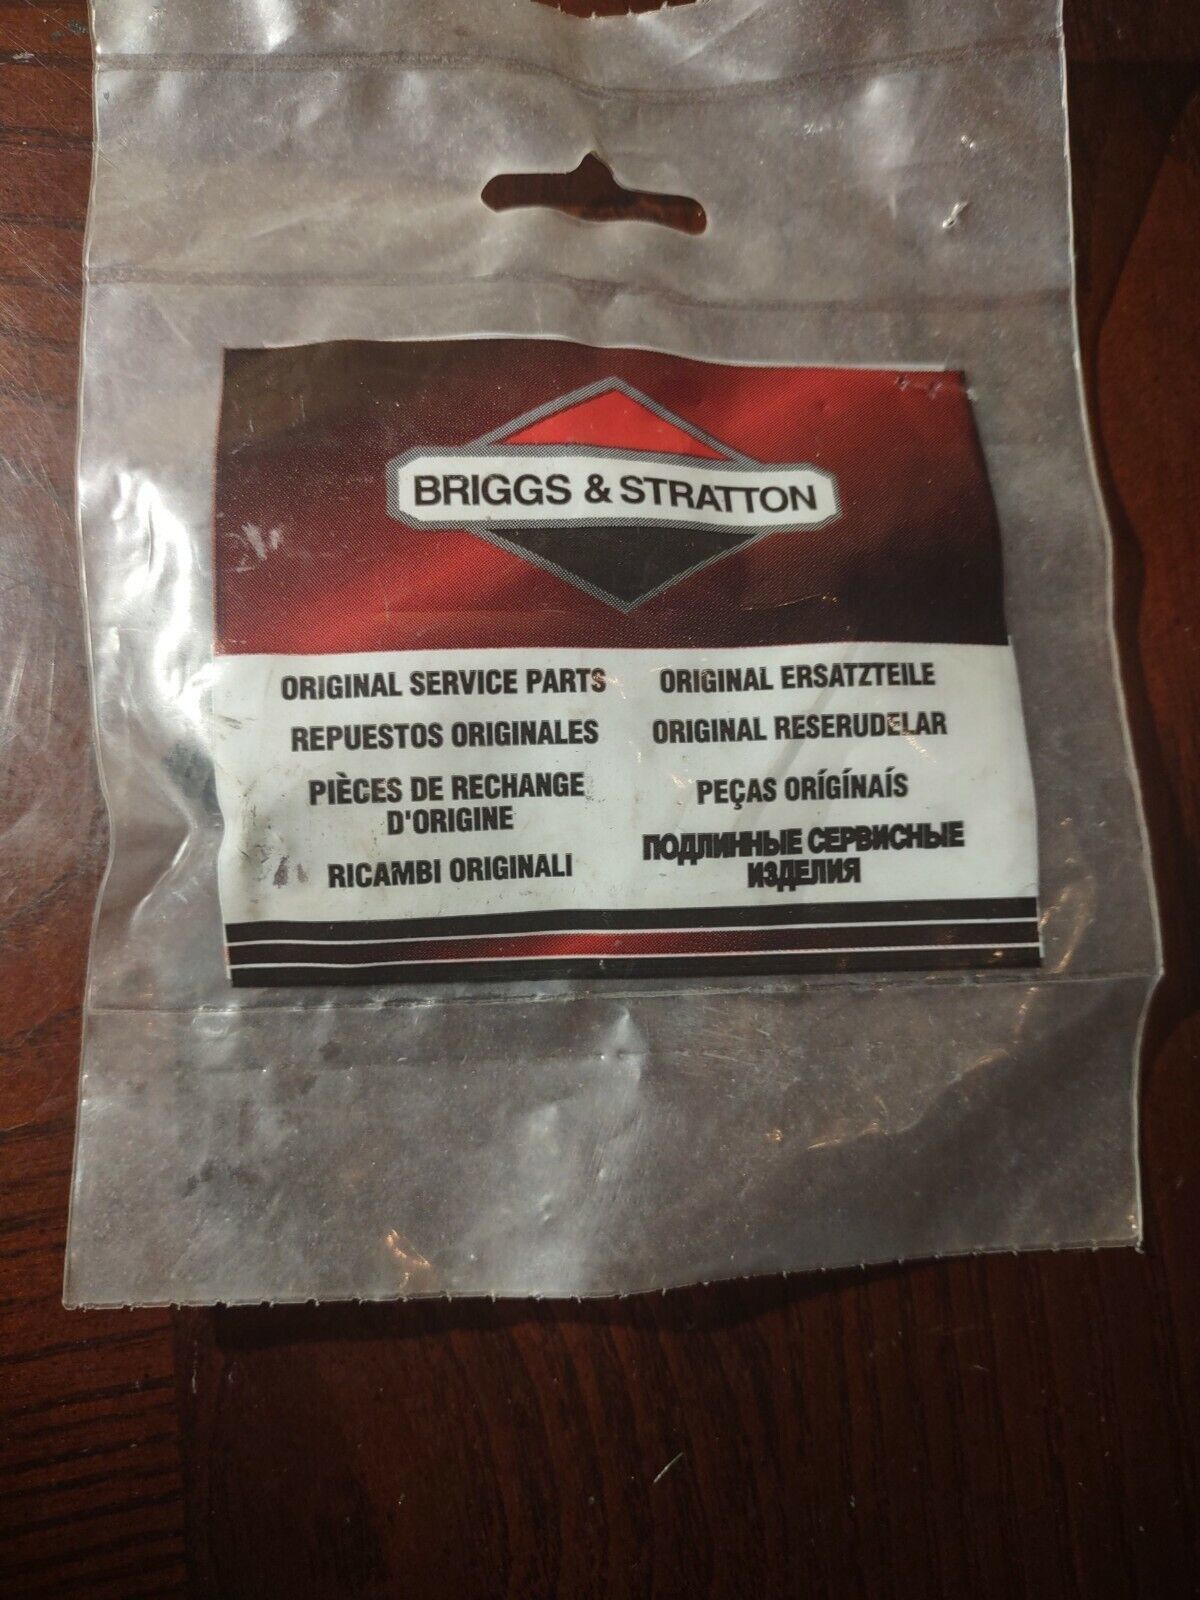 BRIGGS & STRATTON
ORIGINAL SERVICE PARTS
REPUESTOS ORIGINALES
PIÈCES DE RECHANGE
D'ORIGINE
RICAMBI ORIGINALI
ORIGINAL ERSATZTEILE
ORIGINAL RESERUDELAR
PEÇAS ORÍGÍNAÍS
ПОДЛИННЫЕ СЕРВИСНЫЕ
ИЗДЕЛИЯ